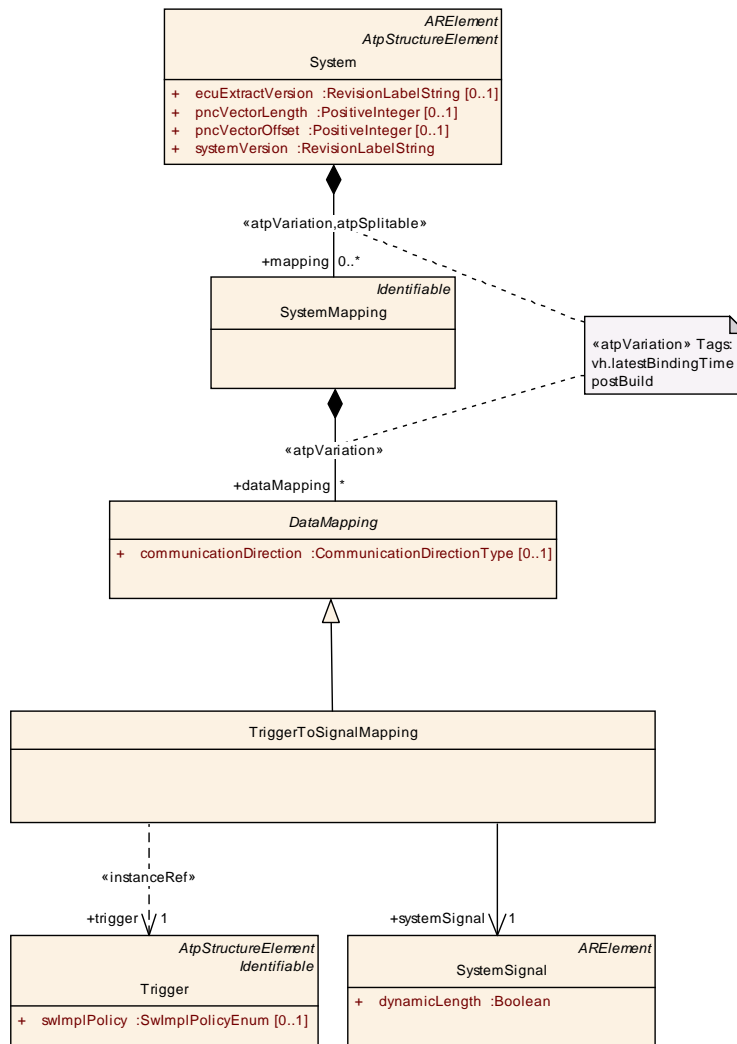 ARElement
AtpStructureElement
System
+ ecuExtractVersion :RevisionLabelString [0..1]
+ pncVectorLength :PositiveInteger [0..1]
+ pncVectorOffset :PositiveInteger [0..1]
+ systemVersion :RevisionLabelString
«atpVariation,atpSplitable»
+mapping 0..*
Identifiable
SystemMapping
«atpVariation» Tags:
vh.latestBindingTime
postBuild
«atpVariation»
+dataMapping *
DataMapping
+ communicationDirection :CommunicationDirectionType [0..1]
TriggerToSignalMapping
«instanceRef»
+trigger 1
+systemSignal 1
AtpStructureElement
Identifiable
Trigger
+ swImplPolicy :SwImplPolicyEnum [0..1]
ARElement
SystemSignal
+ dynamicLength :Boolean